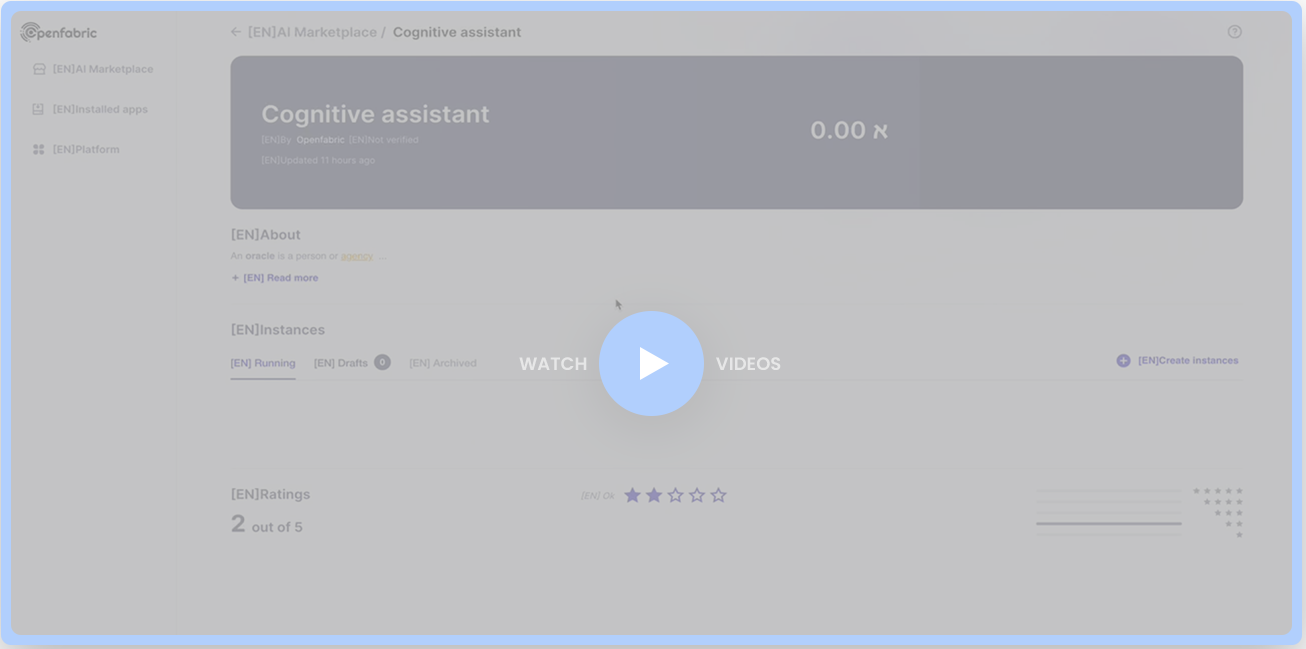 Openfabric
[EN]AI Marketplace / Cognitive assistant
[EN]AI Marketplace
[EN]Installed apps
[EN]Platform
Cognitive assistant
[EN]By Openfabric [EN]Not verified
[EN]Updated 11 hours ago
0.00 א
[EN]About
An oracle is a person or agency ...
+ [EN] Read more
[EN]Instances
[EN] Running [EN] Drafts 0 [EN] Archived
[EN]Create instances
WATCH VIDEOS
[EN]Ratings
2 out of 5
[EN] Ok